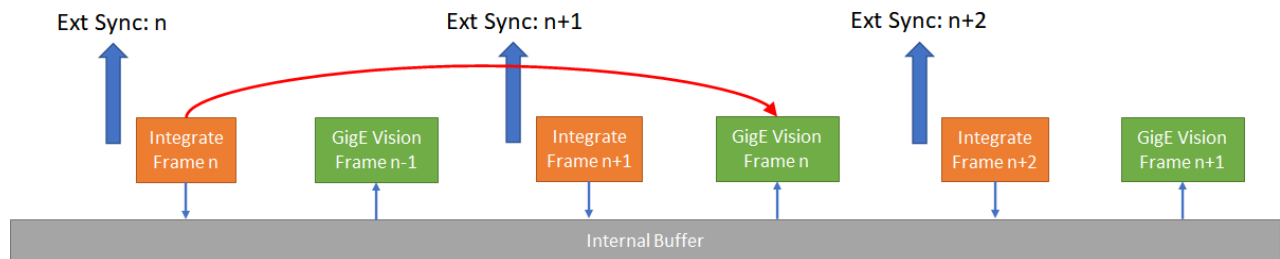 Ext Sync: n
Ext Sync: n+1
Ext Sync: n+2
Integrate
Frame n
GigE Vision
Frame n-1
Integrate
Frame n+1
GigE Vision
Frame n
Integrate
Frame n+2
GigE Vision
Frame n+1
Internal Buffer